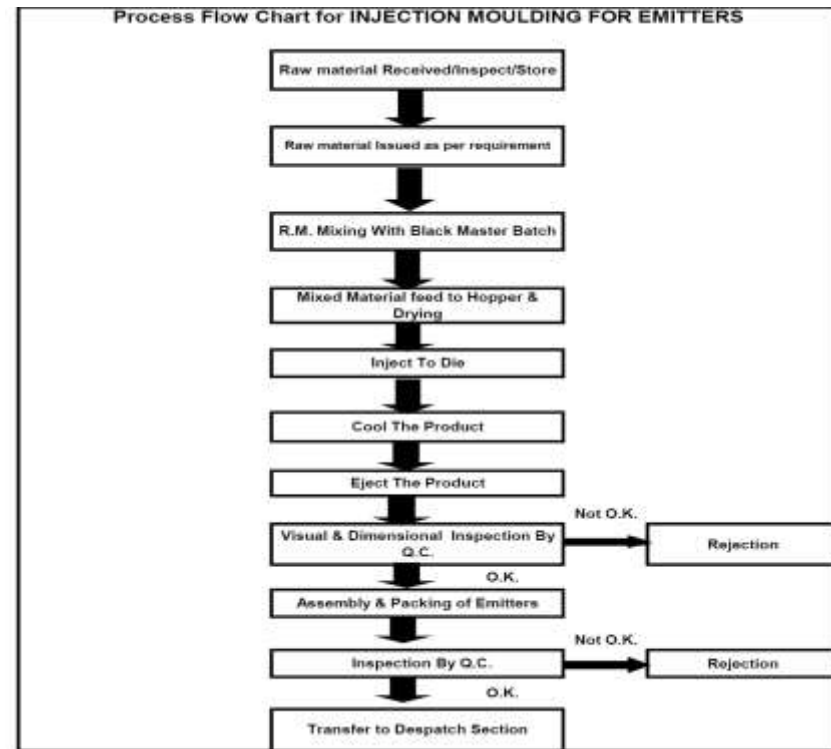 Process Flow Chart for INJECTION MOULDING FOR EMITTERS
Raw material Received/Inspect/Store
Raw material Issued as per requirement
R.M. Mixing With Black Master Batch
Mixed Material feed to Hopper &
Drying
Inject To Die
Cool The Product
Eject The Product
Not O.K.
Visual & Dimensional Inspection By
Q.C.
Rejection
O.K.
Assembly & Packing of Emitters
Not O.K.
Inspection By Q.C.
Rejection
O.K.
Transfer to Despatch Section